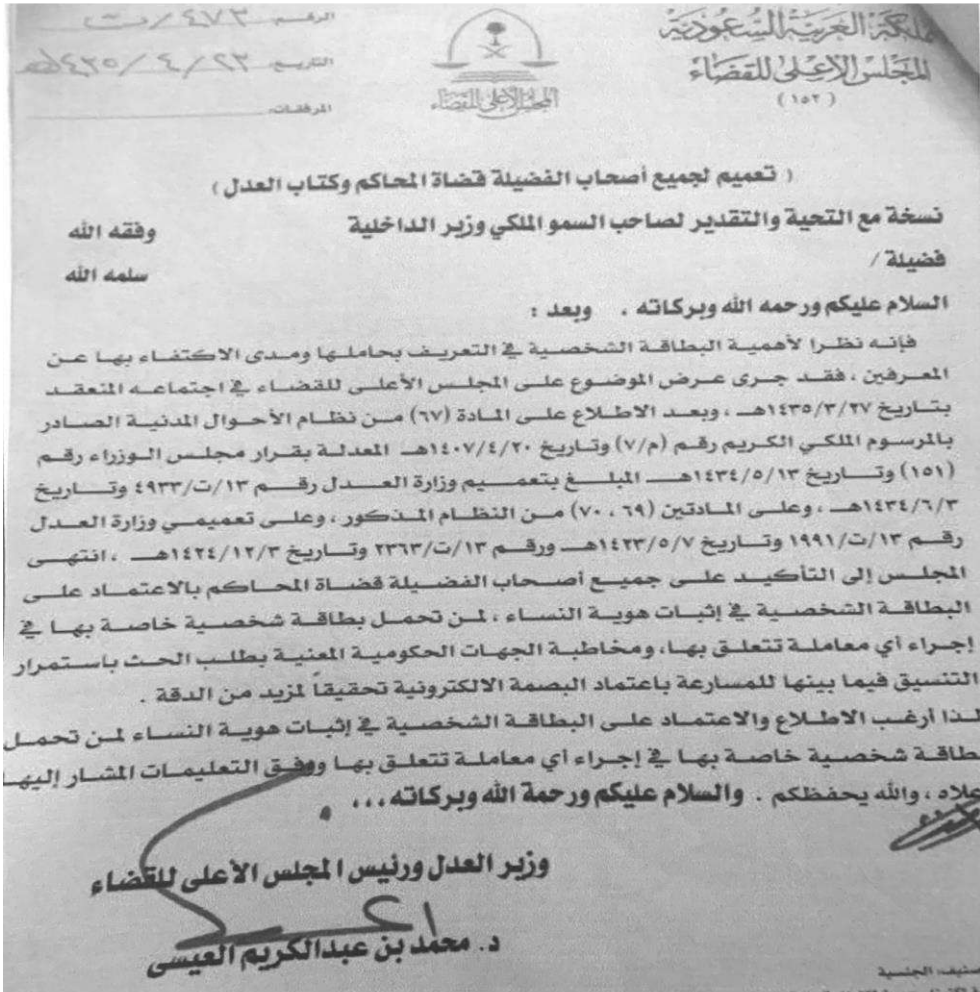 المملكة العربية السعودية
المجلس الأعلى للقضاء
( ١٥٢ )
المجلس الأعلى للقضاء
الرقم ٤٧٣/ت
التاريخ ٢٣/٤/١٤٣٥هـ
المرفقات
( تعميم لجميع أصحاب الفضيلة قضاة المحاكم وكتاب العدل )
نسخة مع التحية والتقدير لصاحب السمو الملكي وزير الداخلية وفقه الله
فضيلة / سلمه الله
السلام عليكم ورحمه الله وبركاته ، وبعد :
فإنه نظرا لأهمية البطاقة الشخصية في التعريف بحاملها ومدى الاكتفاء بها عن
المعرفين ، فقد جرى عرض الموضوع على المجلس الأعلى للقضاء في اجتماعه المنعقد
بتاريخ ١٤٣٥/٣/٢٧هـ ، وبعد الاطلاع على المادة (٦٧) من نظام الأحوال المدنية الصادر
بالمرسوم الملكي الكريم رقم (م/٧) وتاريخ ١٤٠٧/٤/٢٠هـ المعدلة بقرار مجلس الوزراء رقم
(١٥١) وتاريخ ١٤٣٤/٥/١٣هـ المبلغ بتعميم وزارة العدل رقم ١٣/ت/٤٩٣٣ وتاريخ
١٤٣٤/٦/٣هـ ، وعلى المادتين (٦٩ ، ٧٠) من النظام المذكور ، وعلى تعميمي وزارة العدل
رقم ١٣/ت/١٩٩١ وتاريخ ١٤٢٣/٥/٧هـ ورقم ١٣/ت/٢٣٦٣ وتاريخ ١٤٢٤/١٢/٣هـ ، انتهى
المجلس إلى التأكيد على جميع أصحاب الفضيلة قضاة المحاكم بالاعتماد على
البطاقة الشخصية في إثبات هوية النساء ، لمن تحمل بطاقة شخصية خاصة بها في
إجراء أي معاملة تتعلق بها، ومخاطبة الجهات الحكومية المعنية بطلب الحث باستمرار
التنسيق فيما بينها للمسارعة باعتماد البصمة الالكترونية تحقيقاً لمزيد من الدقة .
لذا أرغب الاطلاع والاعتماد على البطاقة الشخصية في إثبات هوية النساء لمن تحمل
بطاقة شخصية خاصة بها في إجراء أي معاملة تتعلق بها ووفق التعليمات المشار إليها
علاه ، والله يحفظكم . والسلام عليكم ورحمة الله وبركاته،،،
وزير العدل ورئيس المجلس الأعلى للقضاء
د. محمد بن عبدالكريم العيسى
الجنسية